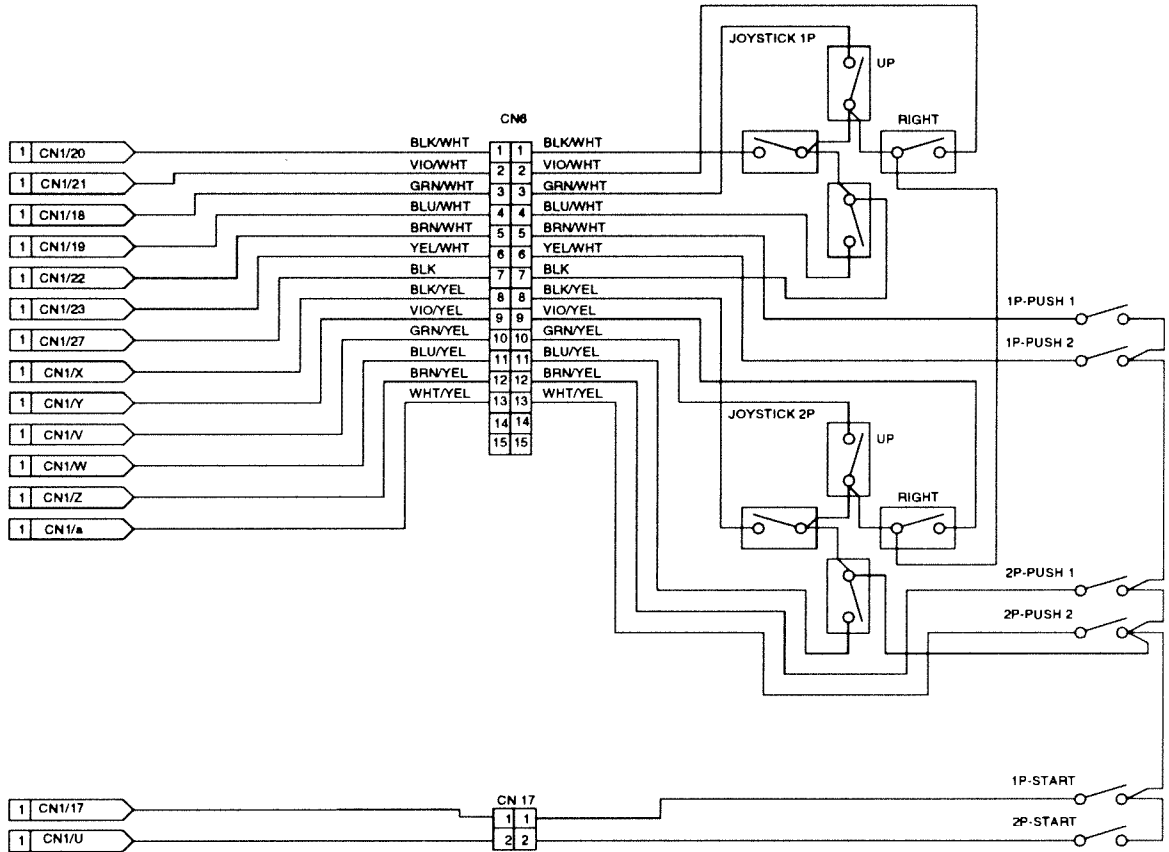 JOYSTICK 1P
UP
RIGHT
CN6
1 CN1/20 BLK/WHT 1 1 BLK/WHT
1 CN1/21 VIO/WHT 2 2 VIO/WHT
1 CN1/18 GRN/WHT 3 3 GRN/WHT
1 CN1/19 BLU/WHT 4 4 BLU/WHT
1 CN1/22 BRN/WHT 5 5 BRN/WHT
1 CN1/23 YEL/WHT 6 6 YEL/WHT
1 CN1/27 BLK 7 7 BLK
1 CN1/X BLK/YEL 8 8 BLK/YEL
1 CN1/Y VIO/YEL 9 9 VIO/YEL
1 CN1/V GRN/YEL 10 10 GRN/YEL
1 CN1/W BLU/YEL 11 11 BLU/YEL
1 CN1/Z BRN/YEL 12 12 BRN/YEL
1 CN1/a WHT/YEL 13 13 WHT/YEL
14 14
15 15
1P-PUSH 1
1P-PUSH 2
JOYSTICK 2P
UP
RIGHT
2P-PUSH 1
2P-PUSH 2
CN 17
1 CN1/17 1 1 1P-START
1 CN1/U 2 2 2P-START